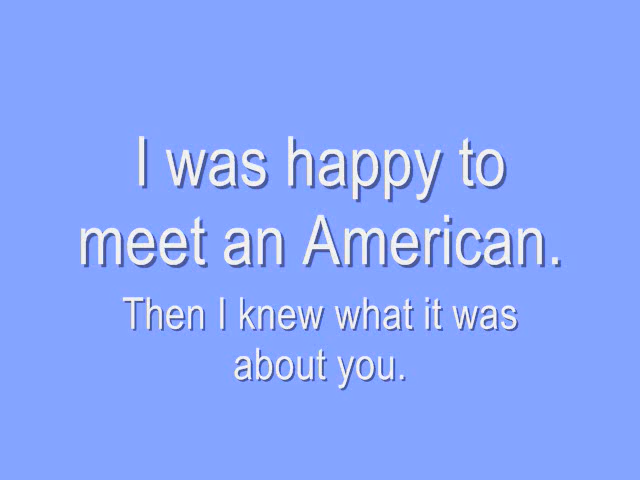 I was happy to
meet an American.
Then I knew what it was
about you.